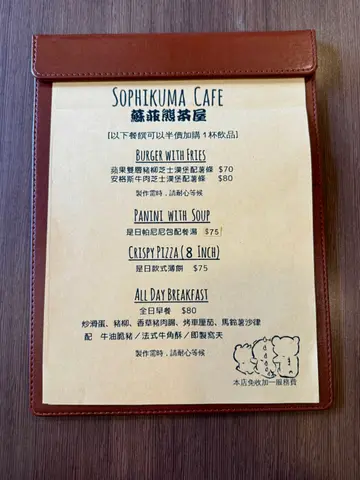 SOPHIKUMA CAFE
蘇菲熊茶屋
[以下餐饌可以半價加購1杯飲品]
BURGER WITH FRIES
蘋果雙層豬柳芝士漢堡配薯條 $70
安格斯牛肉芝士漢堡配薯條 $80
製作需時，請耐心等候
PANINI WITH SOUP
是日帕尼尼包配餐湯 $75
CRISPY PIZZA (8 INCH)
是日款式薄餅 $75
ALL DAY BREAKFAST
全日早餐 $80
炒滑蛋、豬柳、香草豬肉腸、烤車厘茄、馬鈴薯沙律
配 牛油脆豬／法式牛角酥／即製窩夫
製作需時，請耐心等候
本店免收加一服務費